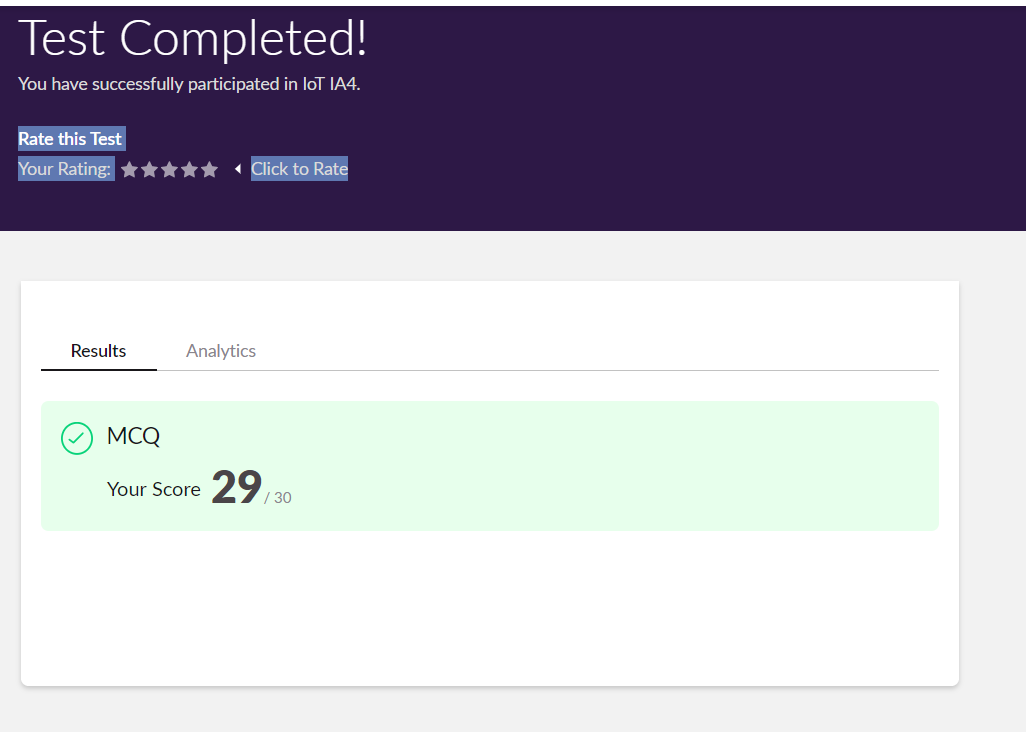 Test Completed!
You have successfully participated in IoT IA4.
Rate this Test
Your Rating: Click to Rate
Results Analytics
MCQ
Your Score 29 / 30